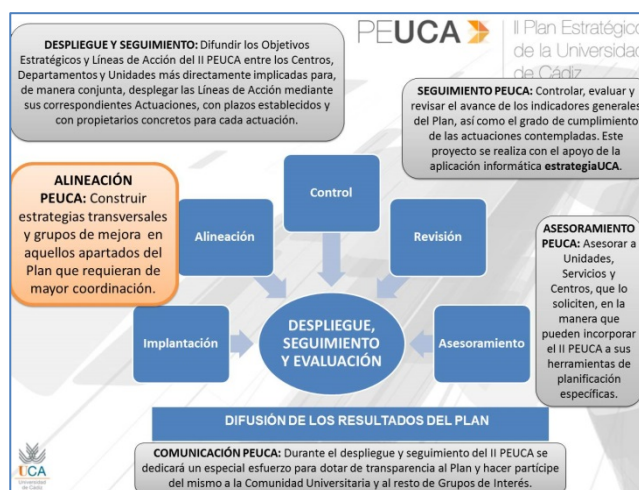 PEUCA
II Plan Estratégico
de la Universidad
de Cádiz
DESPLIEGUE Y SEGUIMIENTO: Difundir los Objetivos
Estratégicos y Líneas de Acción del II PEUCA entre los Centros,
Departamentos y Unidades más directamente implicadas para,
de manera conjunta, desplegar las Líneas de Acción mediante
sus correspondientes Actuaciones, con plazos establecidos y
con propietarios concretos para cada actuación.
SEGUIMIENTO PEUCA: Controlar, evaluar y
revisar el avance de los indicadores generales
del Plan, así como el grado de cumplimiento
de las actuaciones contempladas. Este
proyecto se realiza con el apoyo de la
aplicación informática estrategiaUCA.
ALINEACIÓN
PEUCA: Construir
estrategias transversales
y grupos de mejora en
aquellos apartados del
Plan que requieran de
mayor coordinación.
Control
Alineación
Revisión
Implantación
DESPLIEGUE,
SEGUIMIENTO
Y EVALUACIÓN
Asesoramiento
ASESORAMIENTO
PEUCA: Asesorar a
Unidades,
Servicios y
Centros, que lo
soliciten, en la
manera que
pueden incorporar
el II PEUCA a sus
herramientas de
planificación
específicas.
DIFUSIÓN DE LOS RESULTADOS DEL PLAN
COMUNICACIÓN PEUCA: Durante el despliegue y seguimiento del II PEUCA se
dedicará un especial esfuerzo para dotar de transparencia al Plan y hacer partícipe
del mismo a la Comunidad Universitaria y al resto de Grupos de Interés.
UCA
Universidad
de Cádiz